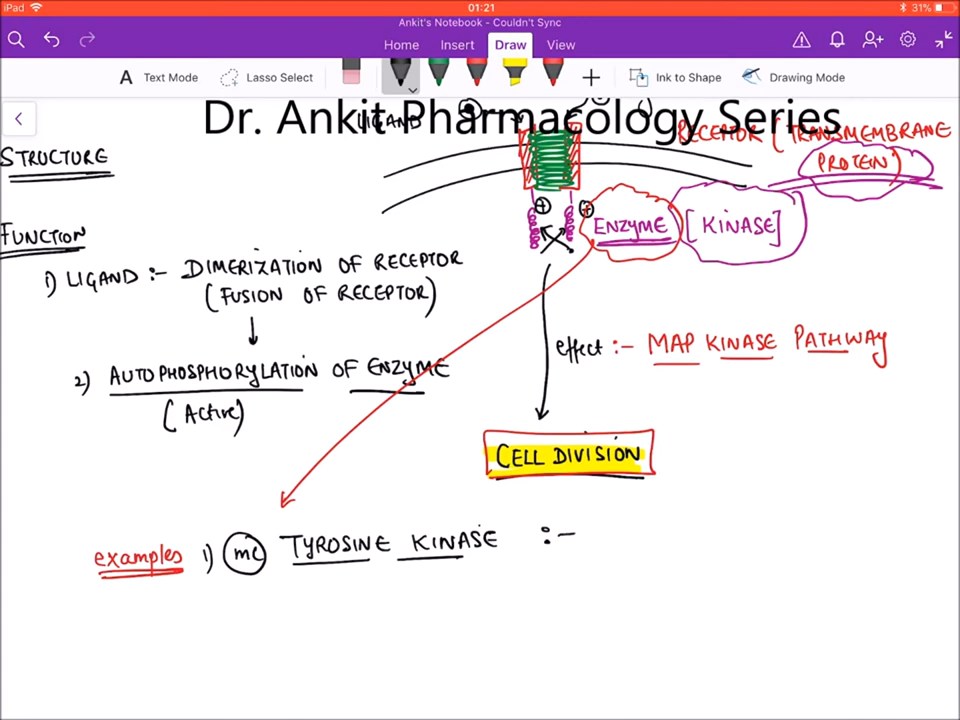 iPad 01:21 31%
Ankit's Notebook - Couldn't Sync
Home Insert Draw View
A Text Mode Lasso Select Ink to Shape Drawing Mode
Dr. Ankit Pharmacology Series
LIGAND
RECEPTOR (TRANSMEMBRANE
PROTEIN)
STRUCTURE
ENZYME [KINASE]
FUNCTION
1) LIGAND :- DIMERIZATION OF RECEPTOR
(FUSION OF RECEPTOR)
effect :- MAP KINASE PATHWAY
2) AUTOPHOSPHORYLATION OF ENZYME
(Active)
CELL DIVISION
examples 1) mc TYROSINE KINASE :-